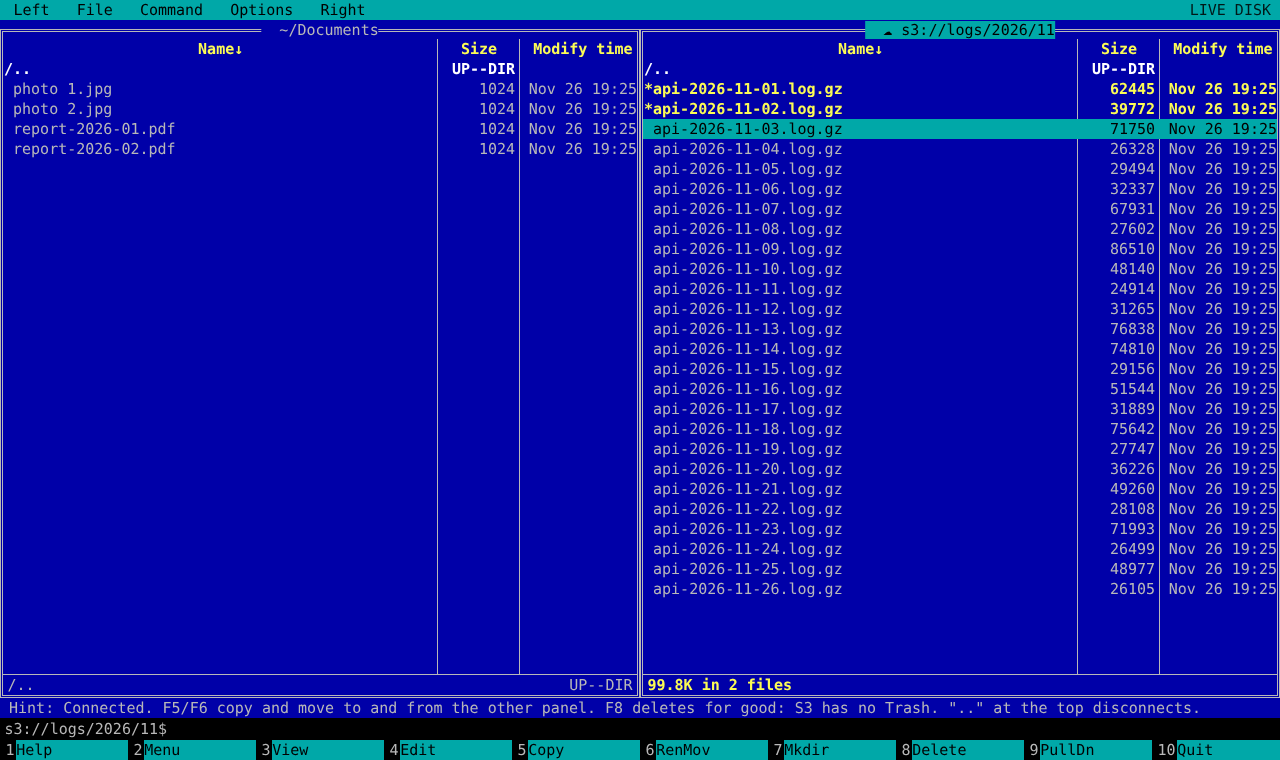 Left File Command Options Right LIVE DISK
~/Documents
☁ s3://logs/2026/11
Name↓ Size Modify time
/.. UP--DIR
photo 1.jpg 1024 Nov 26 19:25
photo 2.jpg 1024 Nov 26 19:25
report-2026-01.pdf 1024 Nov 26 19:25
report-2026-02.pdf 1024 Nov 26 19:25
/.. UP--DIR
Name↓ Size Modify time
/.. UP--DIR
*api-2026-11-01.log.gz 62445 Nov 26 19:25
*api-2026-11-02.log.gz 39772 Nov 26 19:25
api-2026-11-03.log.gz 71750 Nov 26 19:25
api-2026-11-04.log.gz 26328 Nov 26 19:25
api-2026-11-05.log.gz 29494 Nov 26 19:25
api-2026-11-06.log.gz 32337 Nov 26 19:25
api-2026-11-07.log.gz 67931 Nov 26 19:25
api-2026-11-08.log.gz 27602 Nov 26 19:25
api-2026-11-09.log.gz 86510 Nov 26 19:25
api-2026-11-10.log.gz 48140 Nov 26 19:25
api-2026-11-11.log.gz 24914 Nov 26 19:25
api-2026-11-12.log.gz 31265 Nov 26 19:25
api-2026-11-13.log.gz 76838 Nov 26 19:25
api-2026-11-14.log.gz 74810 Nov 26 19:25
api-2026-11-15.log.gz 29156 Nov 26 19:25
api-2026-11-16.log.gz 51544 Nov 26 19:25
api-2026-11-17.log.gz 31889 Nov 26 19:25
api-2026-11-18.log.gz 75642 Nov 26 19:25
api-2026-11-19.log.gz 27747 Nov 26 19:25
api-2026-11-20.log.gz 36226 Nov 26 19:25
api-2026-11-21.log.gz 49260 Nov 26 19:25
api-2026-11-22.log.gz 28108 Nov 26 19:25
api-2026-11-23.log.gz 71993 Nov 26 19:25
api-2026-11-24.log.gz 26499 Nov 26 19:25
api-2026-11-25.log.gz 48977 Nov 26 19:25
api-2026-11-26.log.gz 26105 Nov 26 19:25
99.8K in 2 files
Hint: Connected. F5/F6 copy and move to and from the other panel. F8 deletes for good: S3 has no Trash. ".." at the top disconnects.
s3://logs/2026/11$
1Help 2Menu 3View 4Edit 5Copy 6RenMov 7Mkdir 8Delete 9PullDn 10Quit